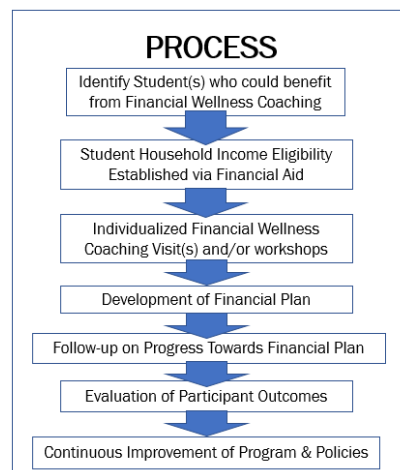 PROCESS
Identify Student(s) who could benefit
from Financial Wellness Coaching
Student Household Income Eligibility
Established via Financial Aid
Individualized Financial Wellness
Coaching Visit(s) and/or workshops
Development of Financial Plan
Follow-up on Progress Towards Financial Plan
Evaluation of Participant Outcomes
Continuous Improvement of Program & Policies